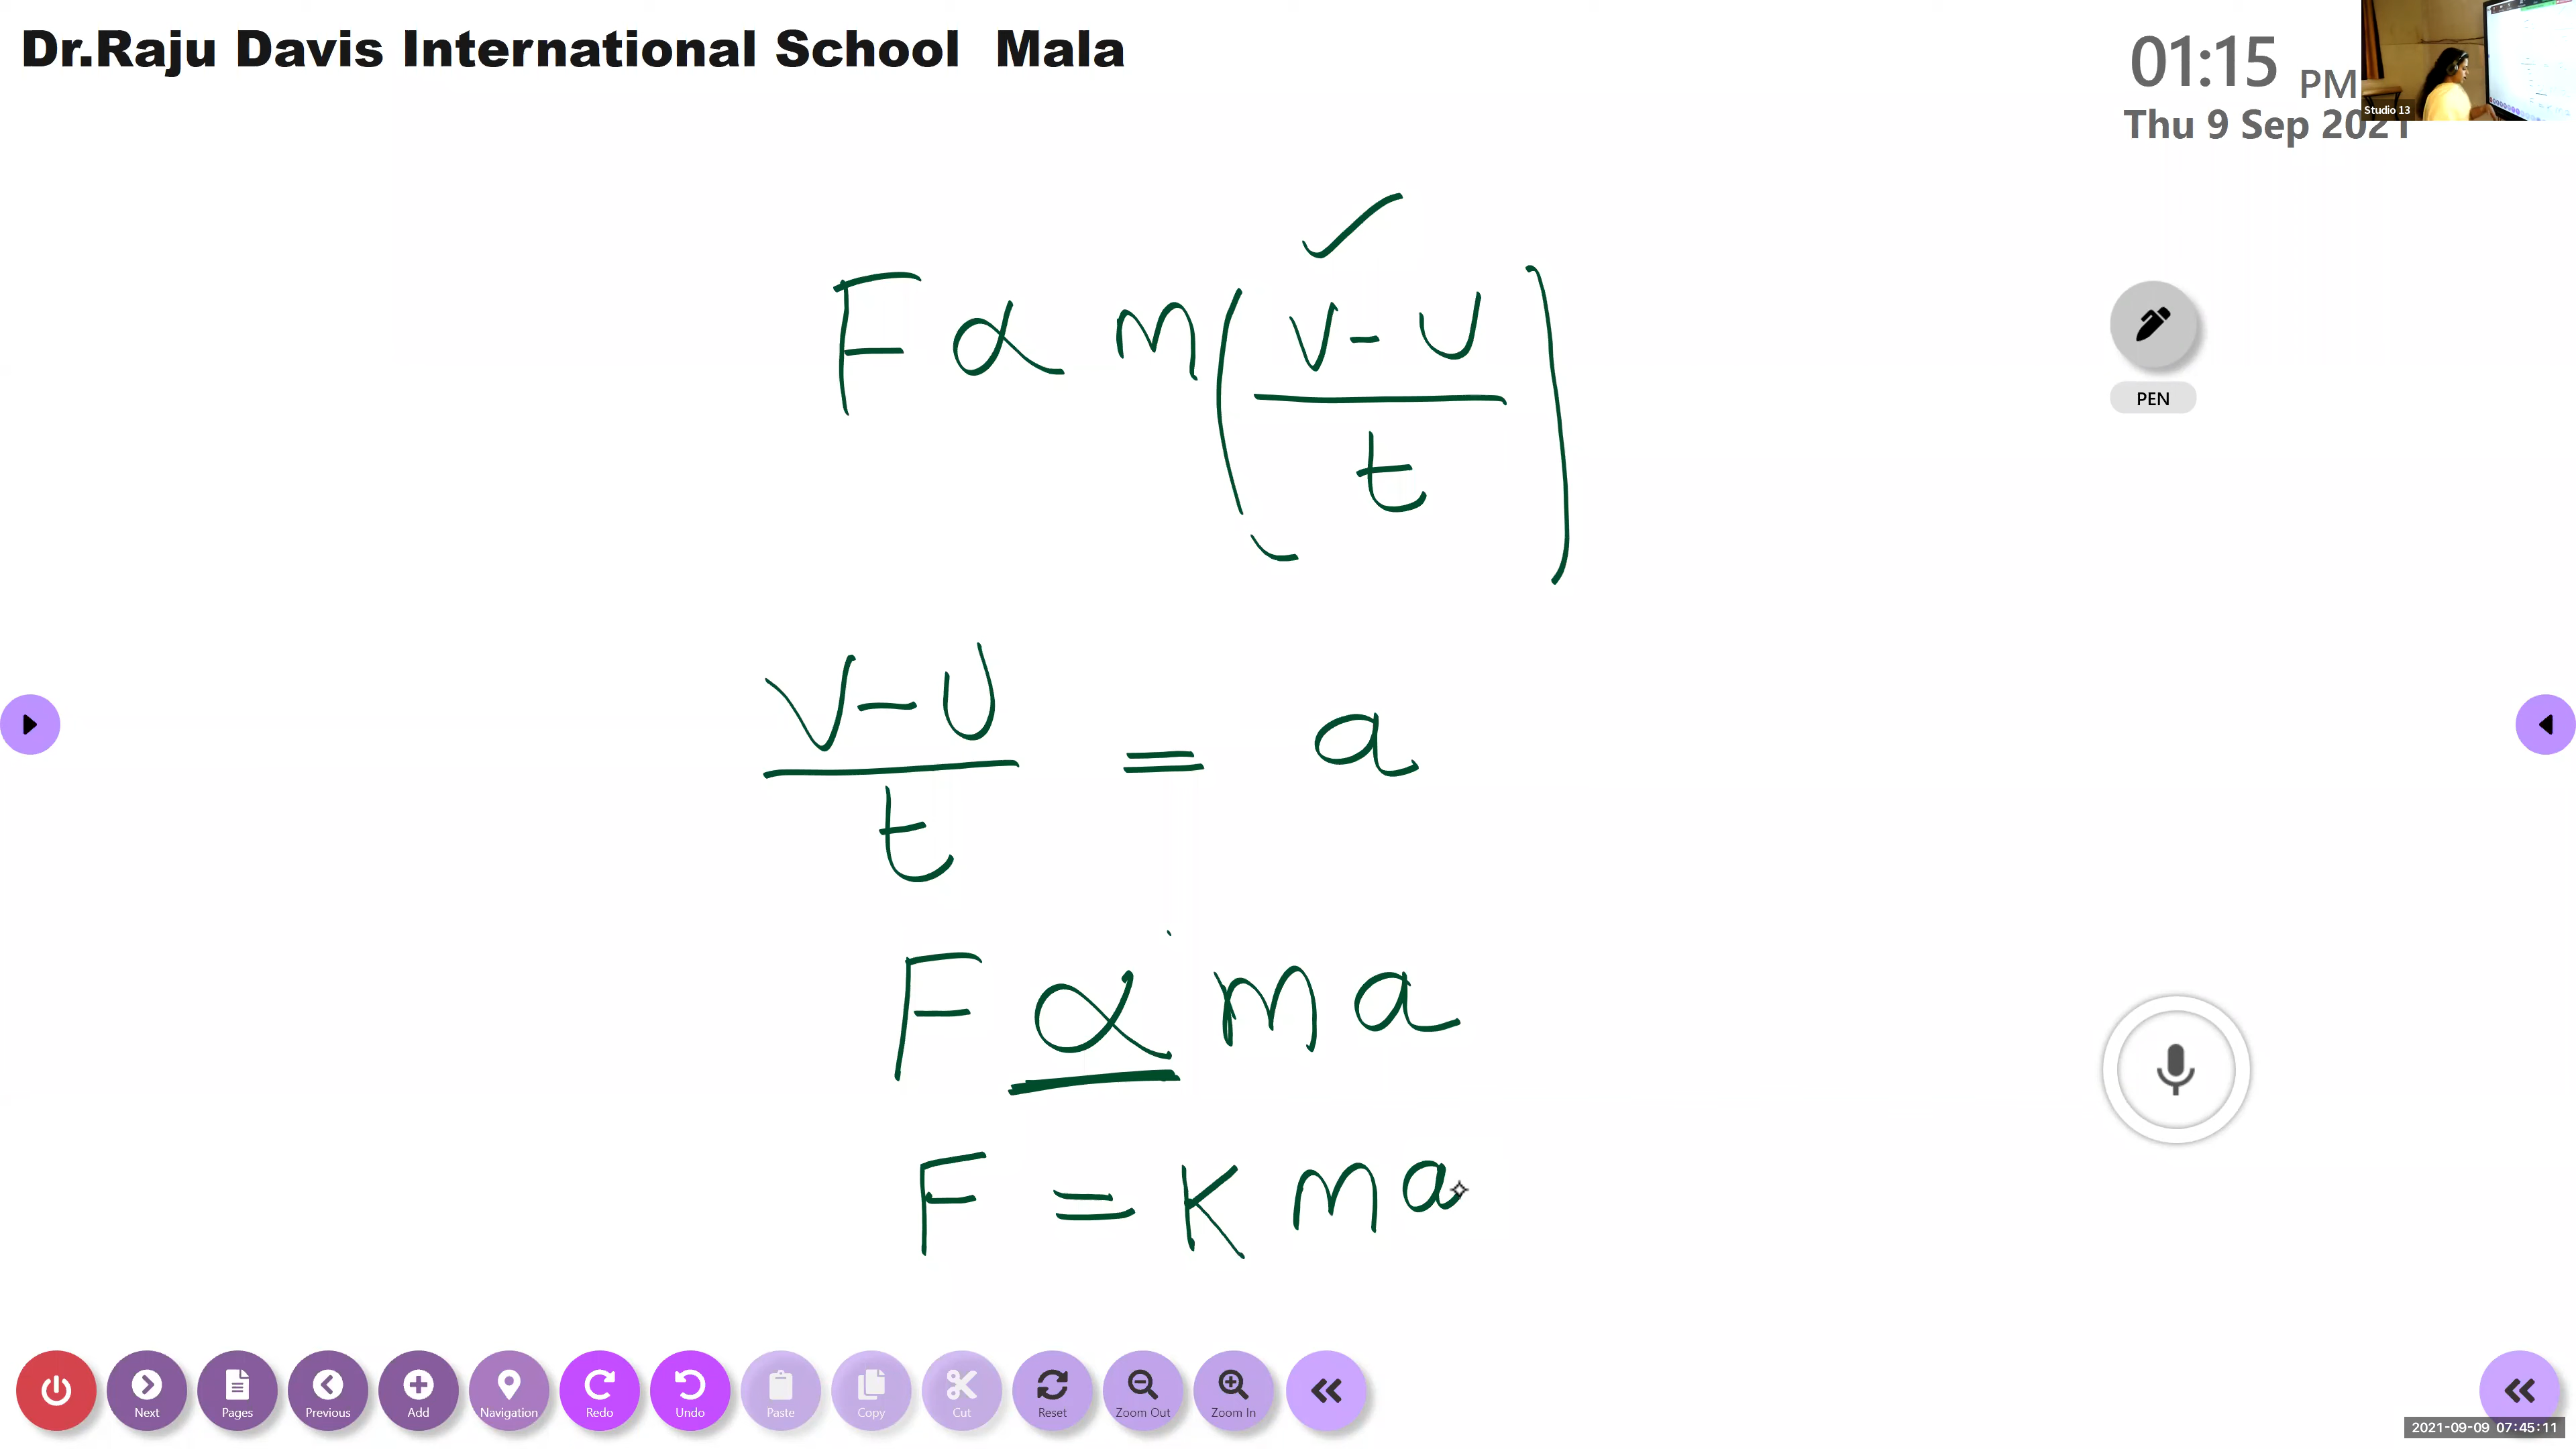 Dr.Raju Davis International School Mala
01:15 PM
Thu 9 Sep 2021
Studio 13
F α m(v-u
t)
PEN
v-u
t = a
F α ma
F = K ma
Next Pages Previous Add Navigation Redo Undo Paste Copy Cut Reset Zoom Out Zoom In
2021-09-09 07:45:11